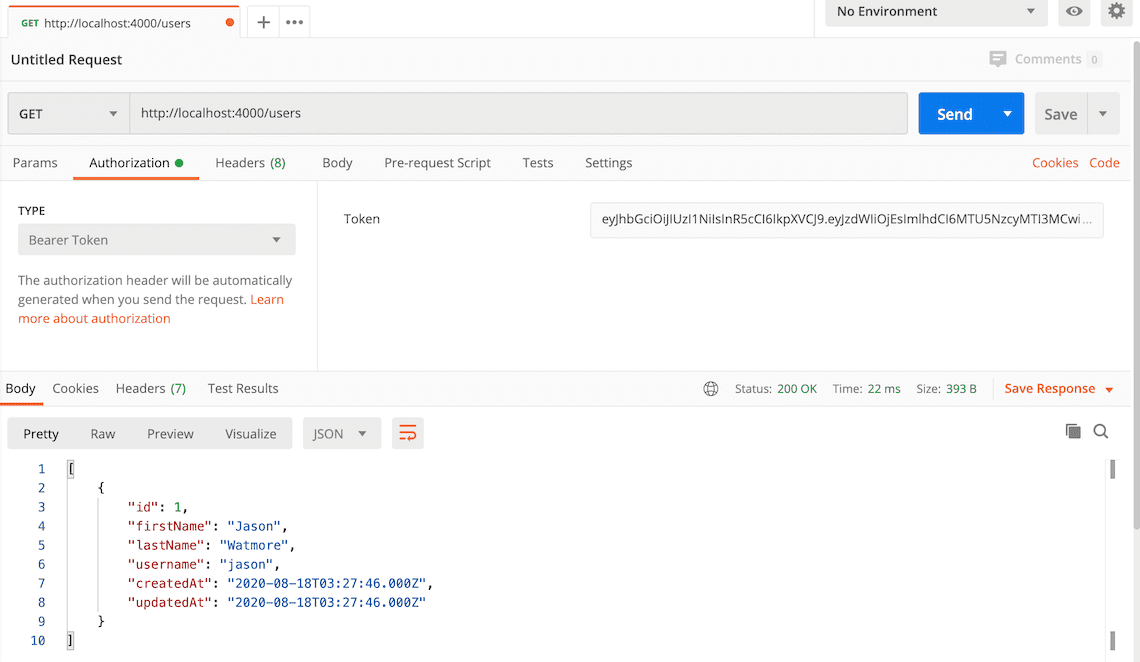 GET http://localhost:4000/users
No Environment
Untitled Request
Comments 0
GET http://localhost:4000/users Send Save
Params Authorization Headers (8) Body Pre-request Script Tests Settings Cookies Code
TYPE
Bearer Token
The authorization header will be automatically
generated when you send the request. Learn
more about authorization
Token eyJhbGciOiJIUzI1NiIsInR5cCI6IkpXVCJ9.eyJzdWIiOjEsImlhdCI6MTU5NzcyMTI3MCwi...
Body Cookies Headers (7) Test Results Status: 200 OK Time: 22 ms Size: 393 B Save Response
Pretty Raw Preview Visualize JSON
1 [
2 {
3 "id": 1,
4 "firstName": "Jason",
5 "lastName": "Watmore",
6 "username": "jason",
7 "createdAt": "2020-08-18T03:27:46.000Z",
8 "updatedAt": "2020-08-18T03:27:46.000Z"
9 }
10 ]